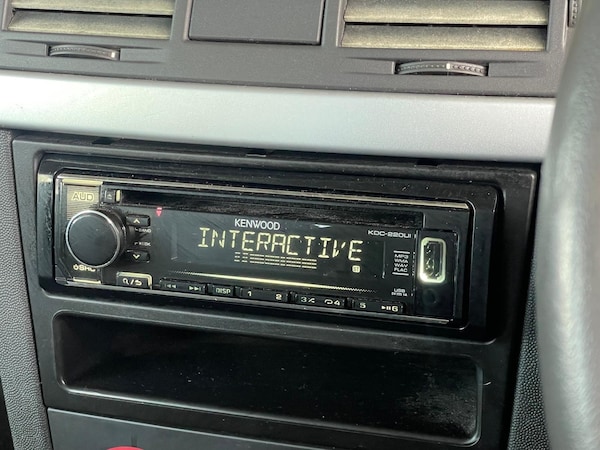 AUD
KENWOOD
KDC-220UI
INTERACTIVE
MP3
WMA
WAV
FLAC
USB
DISP
1
2
3
4
5
6